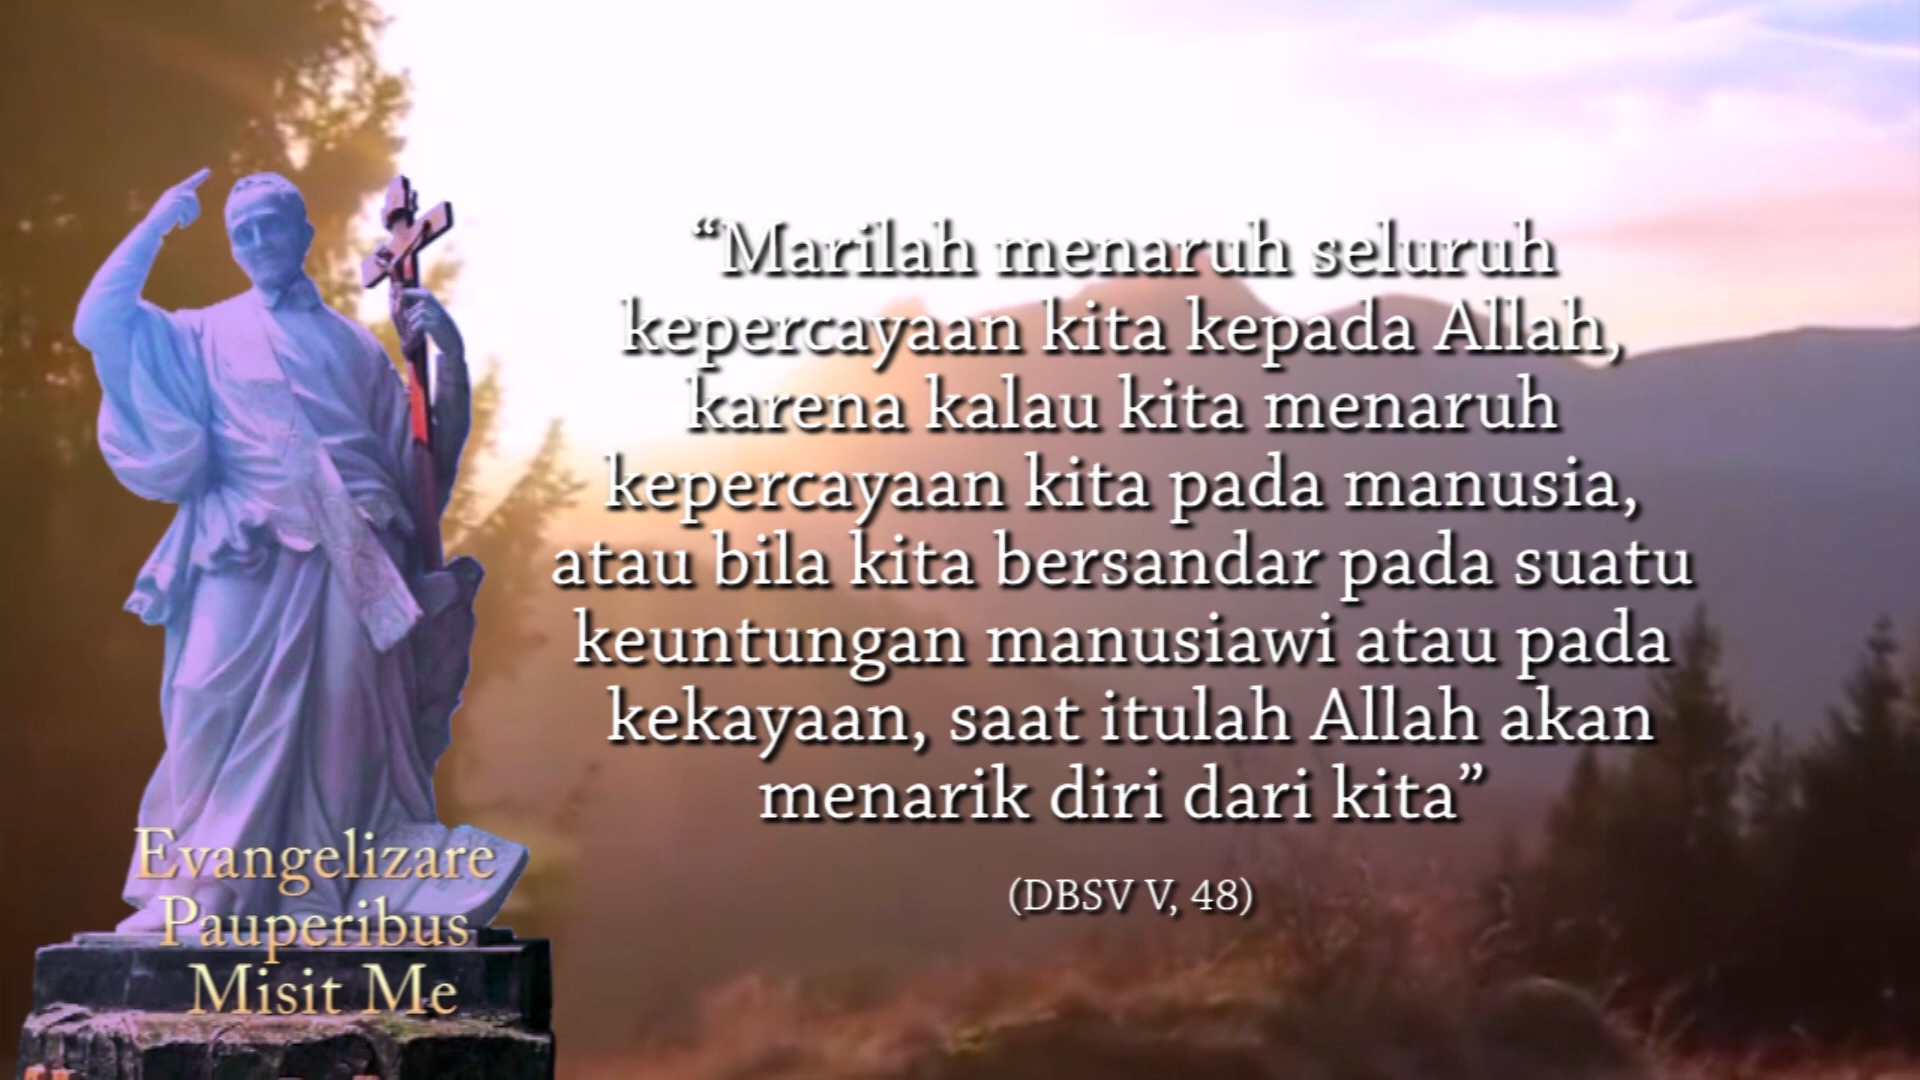 “Marilah menaruh seluruh
kepercayaan kita kepada Allah,
karena kalau kita menaruh
kepercayaan kita pada manusia,
atau bila kita bersandar pada suatu
keuntungan manusiawi atau pada
kekayaan, saat itulah Allah akan
menarik diri dari kita”
(DBSV V, 48)
Evangelizare
Pauperibus
Misit Me